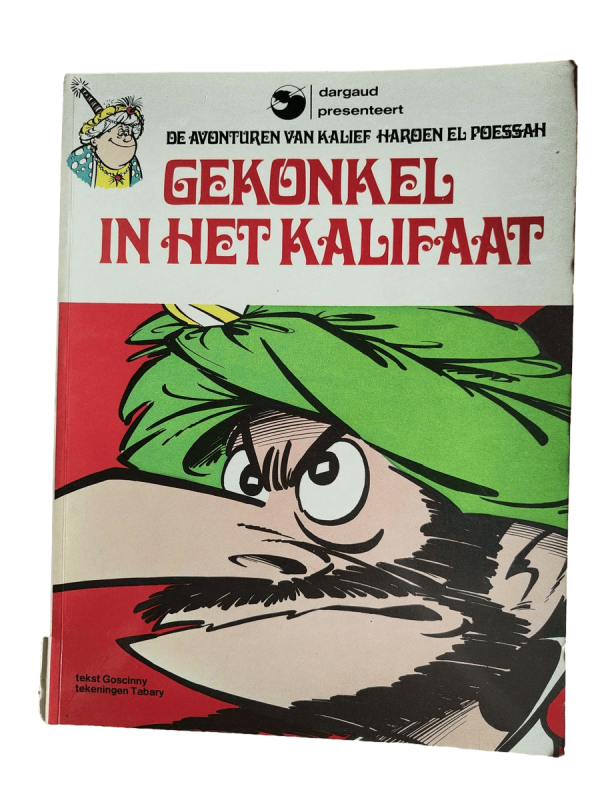 dargaud
presenteert
DE AVONTUREN VAN KALIEF HAROEN EL POESSAH
GEKONKEL
IN HET KALIFAAT
tekst Goscinny
tekeningen Tabary